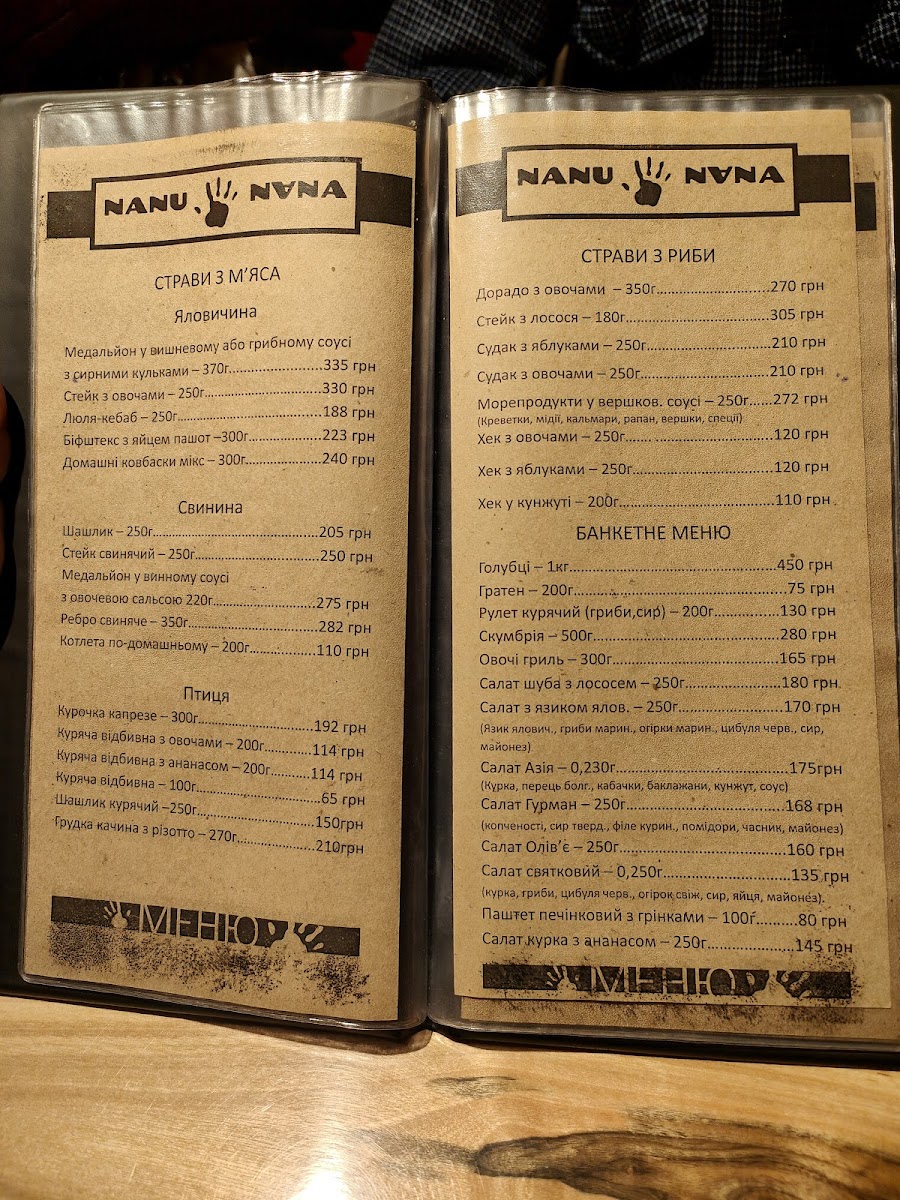 NANU NANA
СТРАВИ З М'ЯСА
Яловичина
Медальйон у вишневому або грибному соусі
з сирними кульками – 370г............................335 грн
Стейк з овочами – 250г............................330 грн
Люля-кебаб – 250г............................188 грн
Біфштекс з яйцем пашот –300г............................223 грн
Домашні ковбаски мікс – 300г............................240 грн
Свинина
Шашлик – 250г............................205 грн
Стейк свинячий – 250г............................250 грн
Медальйон у винному соусі
з овочевою сальсою 220г............................275 грн
Ребро свиняче – 350г............................282 грн
Котлета по-домашньому – 200г............................110 грн
Птиця
Курочка капрезе – 300г............................192 грн
Куряча відбивна з овочами – 200г............................114 грн
Куряча відбивна з ананасом – 200г............................114 грн
Куряча відбивна – 100г............................65 грн
Шашлик курячий –250г............................150грн
Грудка качина з різотто – 270г............................210грн
МЕНЮ
NANU NANA
СТРАВИ З РИБИ
Дорадо з овочами – 350г............................270 грн
Стейк з лосося – 180г............................305 грн
Судак з яблуками – 250г............................210 грн
Судак з овочами – 250г............................210 грн
Морепродукти у вершков. соусі – 250г......272 грн
(Креветки, мідії, кальмари, рапан, вершки, спеції)
Хек з овочами – 250г............................120 грн
Хек з яблуками – 250г............................120 грн
Хек у кунжуті – 200г............................110 грн
БАНКЕТНЕ МЕНЮ
Голубці – 1кг............................450 грн
Гратен – 200г............................75 грн
Рулет курячий (гриби,сир) – 200г............................130 грн
Скумбрія – 500г............................280 грн
Овочі гриль – 300г............................165 грн
Салат шуба з лососем – 250г............................180 грн
Салат з язиком ялов. – 250г............................170 грн
(Язик ялович., гриби марин., огірки марин., цибуля черв., сир,
майонез)
Салат Азія – 0,230г............................175грн
(Курка, перець болг., кабачки, баклажани, кунжут, соус)
Салат Гурман – 250г............................168 грн
(копченості, сир тверд., філе курин., помідори, часник, майонез)
Салат Олів'є – 250г............................160 грн
Салат святковий – 0,250г............................135 грн
(курка, гриби, цибуля черв., огірок свіж, сир, яйця, майонез).
Паштет печінковий з грінками – 100г.........80 грн
Салат курка з ананасом – 250г............................145 грн
МЕНЮ